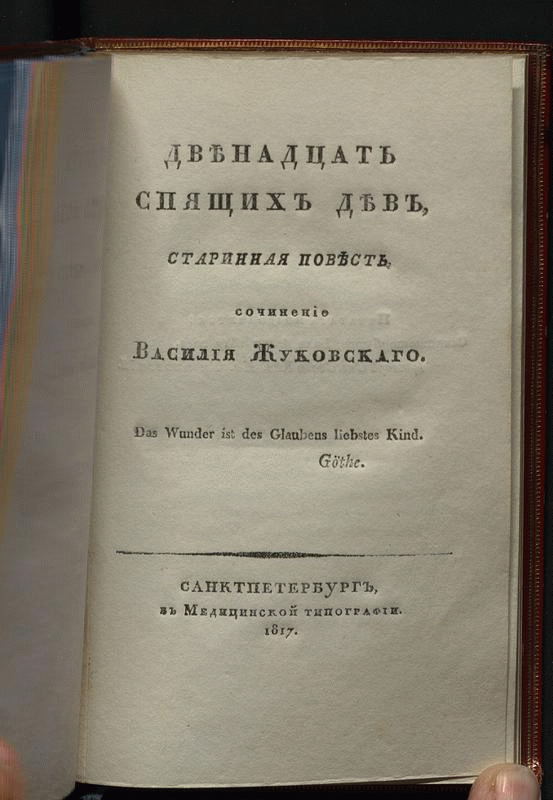 ДВѢНАДЦАТЬ
СПЯЩИХЪ ДѢВЪ,
СТАРИННАЯ ПОВѢСТЬ,
сочиненіе
Василія Жуковскаго.
Das Wunder ist des Glaubens liebstes Kind.
Göthe.
САНКТПЕТЕРБУРГЪ,
въ Медицинской типографіи.
1817.